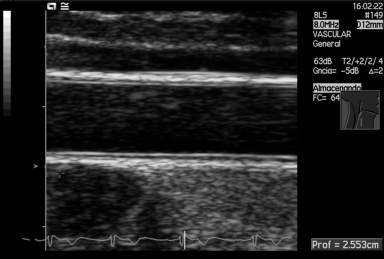 16:02:22
8L5 #149
8.0MHz D12mm
VASCULAR
General
63dB T2/+2/2/ 4
Gncia= -5dB Δ=2
Almacenando
FC= 64
Prof = 2.553cm